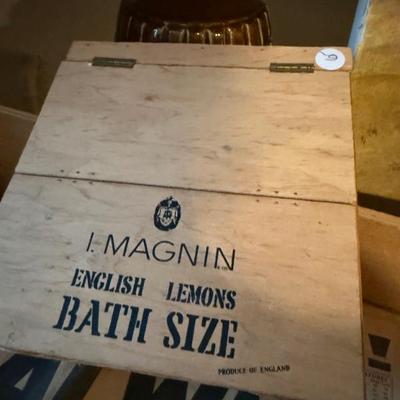 I. MAGNIN
ENGLISH LEMONS
BATH SIZE
PRODUCE OF ENGLAND